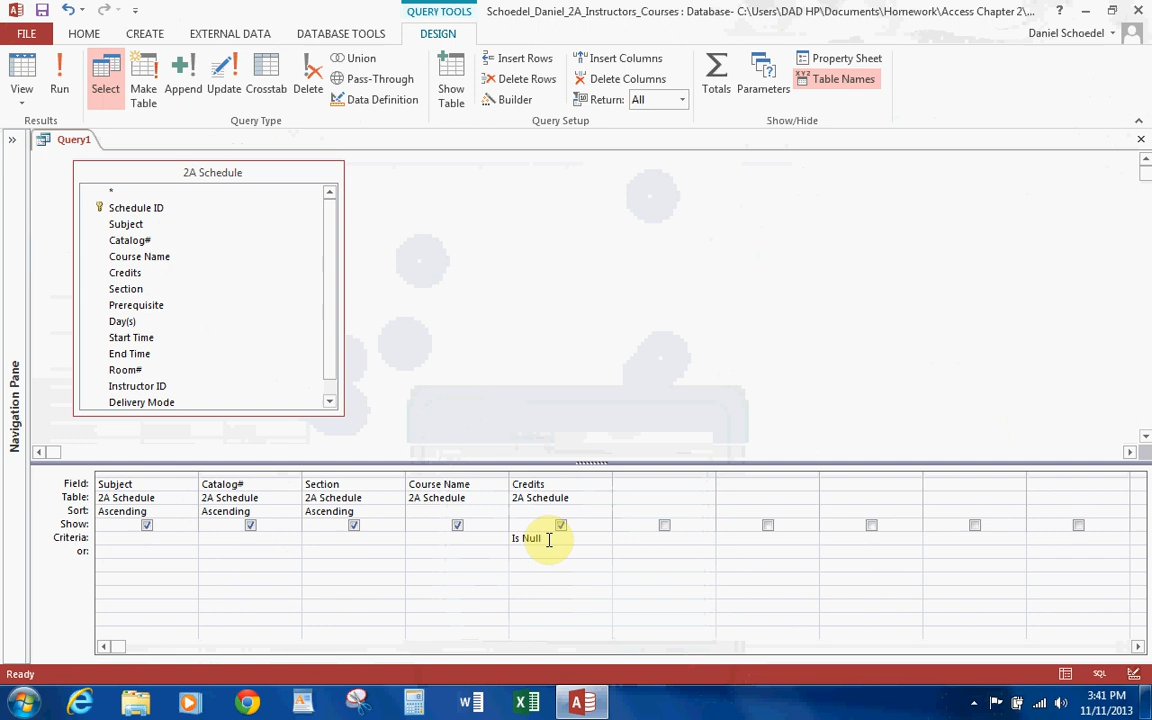 QUERY TOOLS
Schoedel_Daniel_2A_Instructors_Courses : Database- C:\Users\DAD HP\Documents\Homework\Access Chapter 2\...
FILE HOME CREATE EXTERNAL DATA DATABASE TOOLS DESIGN
Daniel Schoedel
View
Run
Results
Select
Make Table
Append
Update
Crosstab
Delete
Union
Pass-Through
Data Definition
Query Type
Show Table
Insert Rows
Delete Rows
Builder
Insert Columns
Delete Columns
Return: All
Query Setup
Totals
Parameters
Property Sheet
XYZ
Table Names
Show/Hide
Query1
Navigation Pane
2A Schedule
*
Schedule ID
Subject
Catalog#
Course Name
Credits
Section
Prerequisite
Day(s)
Start Time
End Time
Room#
Instructor ID
Delivery Mode
Field: Subject Catalog# Section Course Name Credits
Table: 2A Schedule 2A Schedule 2A Schedule 2A Schedule 2A Schedule
Sort: Ascending Ascending Ascending
Show:
Criteria: Is Null
or:
Ready
SQL
3:41 PM
11/11/2013